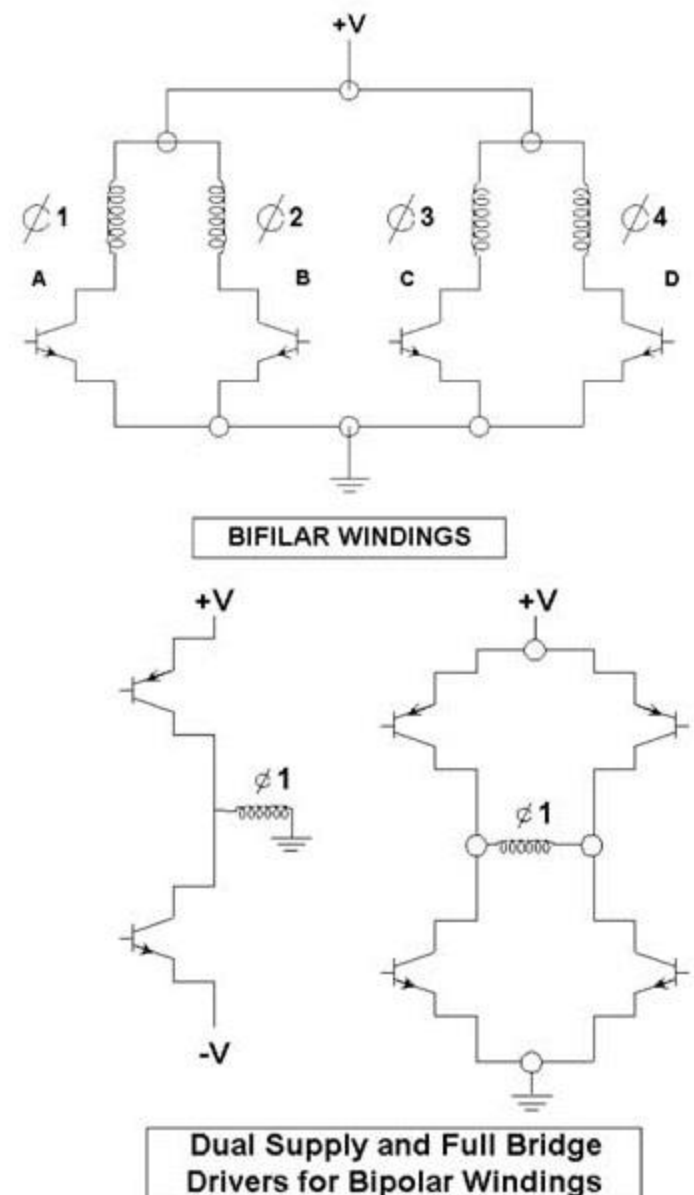 +V
⌀1
⌀2
⌀3
⌀4
A
B
C
D
BIFILAR WINDINGS
+V
+V
¢1
¢1
-V
Dual Supply and Full Bridge
Drivers for Bipolar Windings